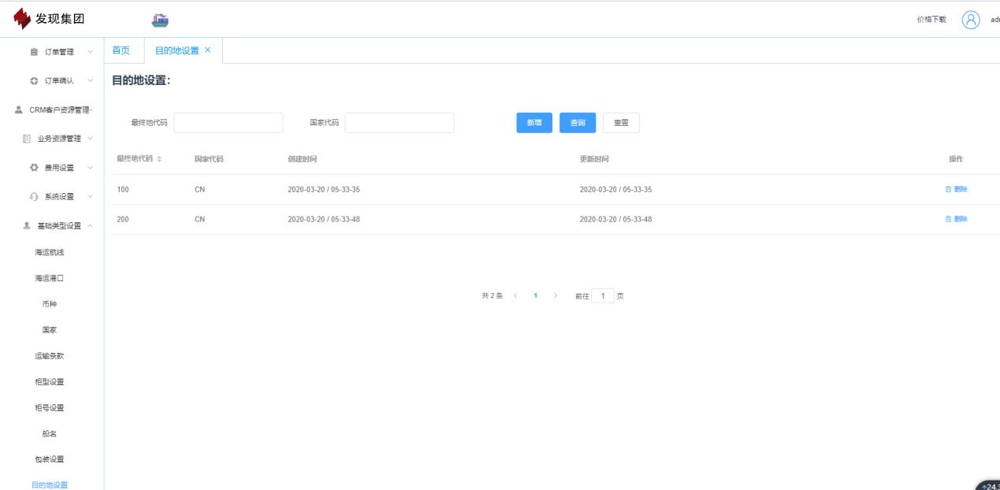 发现集团
价格下载
首页 目的地设置 ×
目的地设置：
最终地代码 国家代码 新增 查询 重置
最终地代码 国家代码 创建时间 更新时间 操作
100 CN 2020-03-20 / 05-33-35 2020-03-20 / 05-33-35 删除
200 CN 2020-03-20 / 05-33-48 2020-03-20 / 05-33-48 删除
共 2 条 < 1 > 前往 1 页
订单管理
订单确认
CRM客户资源管理
业务资源管理
费用设置
系统设置
基础类型设置
海运航线
海运港口
币种
国家
运输条款
柜型设置
柜号设置
船名
包装设置
目的地设置